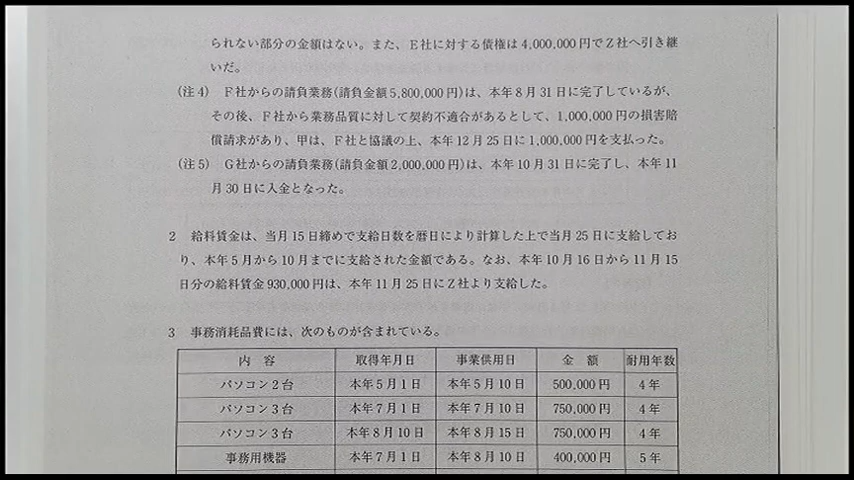 られない部分の金額はない。また、E社に対する債権は4,000,000円でZ社へ引き継
いだ。
(注4) F社からの請負業務(請負金額5,800,000円)は、本年8月31日に完了しているが、
その後、F社から業務品質に対して契約不適合があるとして、1,000,000円の損害賠
償請求があり、甲は、F社と協議の上、本年12月25日に1,000,000円を支払った。
(注5) G社からの請負業務(請負金額2,000,000円)は、本年10月31日に完了し、本年11
月30日に入金となった。
2 給料賃金は、当月15日締めで支給日数を暦日により計算した上で当月25日に支給してお
り、本年5月から10月までに支給された金額である。なお、本年10月16日から11月15
日分の給料賃金930,000円は、本年11月25日にZ社より支給した。
3 事務消耗品費には、次のものが含まれている。
内容 取得年月日 事業供用日 金額 耐用年数
パソコン2台 本年5月1日 本年5月10日 500,000円 4年
パソコン3台 本年7月1日 本年7月10日 750,000円 4年
パソコン3台 本年8月10日 本年8月15日 750,000円 4年
事務用機器 本年7月1日 本年8月10日 400,000円 5年